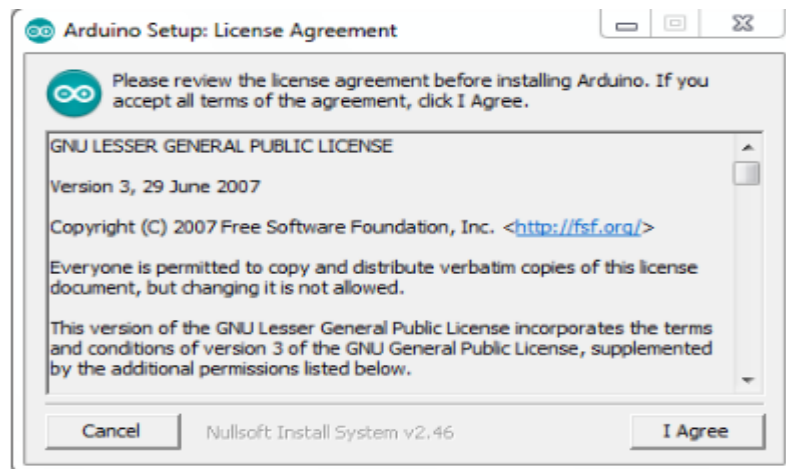 Arduino Setup: License Agreement
Please review the license agreement before installing Arduino. If you
accept all terms of the agreement, click I Agree.
GNU LESSER GENERAL PUBLIC LICENSE
Version 3, 29 June 2007
Copyright (C) 2007 Free Software Foundation, Inc. <http://fsf.org/>
Everyone is permitted to copy and distribute verbatim copies of this license
document, but changing it is not allowed.
This version of the GNU Lesser General Public License incorporates the terms
and conditions of version 3 of the GNU General Public License, supplemented
by the additional permissions listed below.
Cancel
Nullsoft Install System v2.46
I Agree